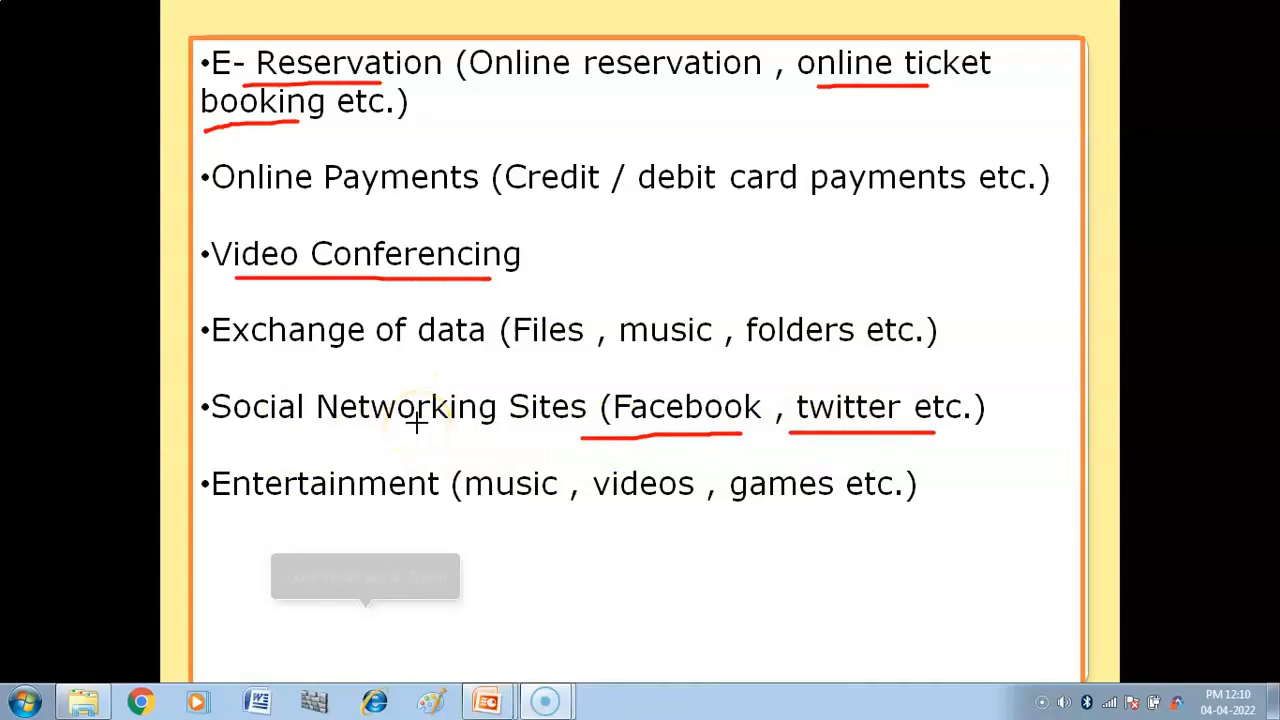 •E- Reservation (Online reservation , online ticket
booking etc.)
•Online Payments (Credit / debit card payments etc.)
•Video Conferencing
•Exchange of data (Files , music , folders etc.)
•Social Networking Sites (Facebook , twitter etc.)
•Entertainment (music , videos , games etc.)
PM 12:10
04-04-2022